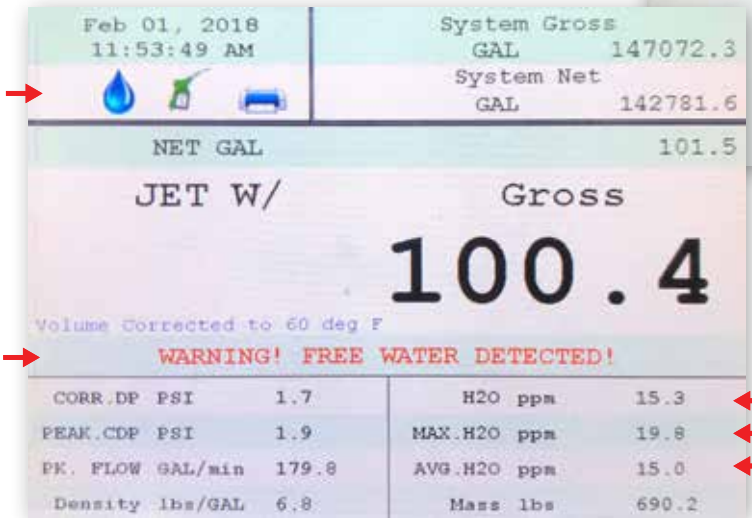 Feb 01, 2018
11:53:49 AM
System Gross
GAL 147072.3
System Net
GAL 142781.6
NET GAL 101.5
JET W/ Gross
100.4
Volume Corrected to 60 deg F
WARNING! FREE WATER DETECTED!
CORR.DP PSI 1.7 H2O ppm 15.3
PEAK.CDP PSI 1.9 MAX.H2O ppm 19.8
PK. FLOW GAL/min 179.8 AVG.H2O ppm 15.0
Density lbs/GAL 6.8 Mass lbs 690.2